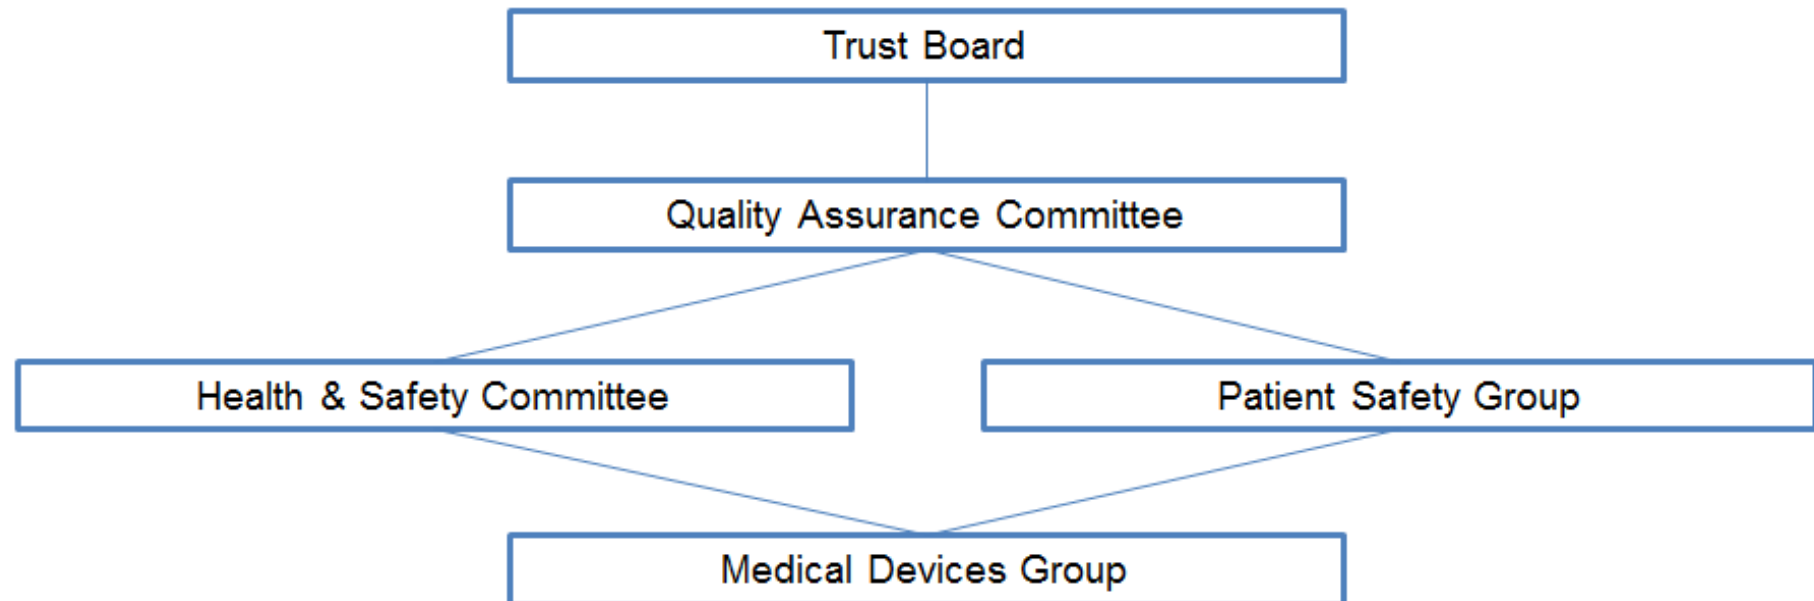 Trust Board
Quality Assurance Committee
Health & Safety Committee
Patient Safety Group
Medical Devices Group